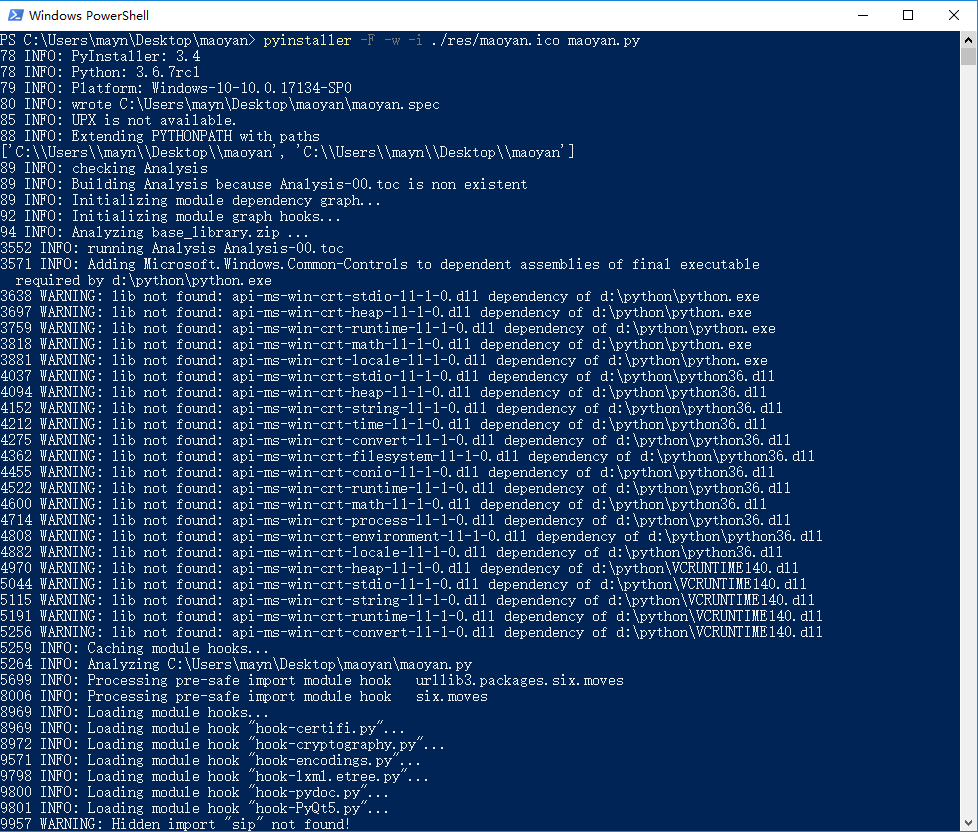 Windows PowerShell
PS C:\Users\mayn\Desktop\maoyan> pyinstaller -F -w -i ./res/maoyan.ico maoyan.py
78 INFO: PyInstaller: 3.4
78 INFO: Python: 3.6.7rc1
79 INFO: Platform: Windows-10-10.0.17134-SP0
80 INFO: wrote C:\Users\mayn\Desktop\maoyan\maoyan.spec
85 INFO: UPX is not available.
88 INFO: Extending PYTHONPATH with paths
['C:\\Users\\mayn\\Desktop\\maoyan', 'C:\\Users\\mayn\\Desktop\\maoyan']
89 INFO: checking Analysis
89 INFO: Building Analysis because Analysis-00.toc is non existent
89 INFO: Initializing module dependency graph...
92 INFO: Initializing module graph hooks...
94 INFO: Analyzing base_library.zip ...
3552 INFO: running Analysis Analysis-00.toc
3571 INFO: Adding Microsoft.Windows.Common-Controls to dependent assemblies of final executable
  required by d:\python\python.exe
3638 WARNING: lib not found: api-ms-win-crt-stdio-l1-1-0.dll dependency of d:\python\python.exe
3697 WARNING: lib not found: api-ms-win-crt-heap-l1-1-0.dll dependency of d:\python\python.exe
3759 WARNING: lib not found: api-ms-win-crt-runtime-l1-1-0.dll dependency of d:\python\python.exe
3818 WARNING: lib not found: api-ms-win-crt-math-l1-1-0.dll dependency of d:\python\python.exe
3881 WARNING: lib not found: api-ms-win-crt-locale-l1-1-0.dll dependency of d:\python\python.exe
4037 WARNING: lib not found: api-ms-win-crt-stdio-l1-1-0.dll dependency of d:\python\python36.dll
4094 WARNING: lib not found: api-ms-win-crt-heap-l1-1-0.dll dependency of d:\python\python36.dll
4152 WARNING: lib not found: api-ms-win-crt-string-l1-1-0.dll dependency of d:\python\python36.dll
4212 WARNING: lib not found: api-ms-win-crt-time-l1-1-0.dll dependency of d:\python\python36.dll
4275 WARNING: lib not found: api-ms-win-crt-convert-l1-1-0.dll dependency of d:\python\python36.dll
4362 WARNING: lib not found: api-ms-win-crt-filesystem-l1-1-0.dll dependency of d:\python\python36.dll
4455 WARNING: lib not found: api-ms-win-crt-conio-l1-1-0.dll dependency of d:\python\python36.dll
4522 WARNING: lib not found: api-ms-win-crt-runtime-l1-1-0.dll dependency of d:\python\python36.dll
4600 WARNING: lib not found: api-ms-win-crt-math-l1-1-0.dll dependency of d:\python\python36.dll
4714 WARNING: lib not found: api-ms-win-crt-process-l1-1-0.dll dependency of d:\python\python36.dll
4808 WARNING: lib not found: api-ms-win-crt-environment-l1-1-0.dll dependency of d:\python\python36.dll
4882 WARNING: lib not found: api-ms-win-crt-locale-l1-1-0.dll dependency of d:\python\python36.dll
4970 WARNING: lib not found: api-ms-win-crt-heap-l1-1-0.dll dependency of d:\python\VCRUNTIME140.dll
5044 WARNING: lib not found: api-ms-win-crt-stdio-l1-1-0.dll dependency of d:\python\VCRUNTIME140.dll
5115 WARNING: lib not found: api-ms-win-crt-string-l1-1-0.dll dependency of d:\python\VCRUNTIME140.dll
5191 WARNING: lib not found: api-ms-win-crt-runtime-l1-1-0.dll dependency of d:\python\VCRUNTIME140.dll
5256 WARNING: lib not found: api-ms-win-crt-convert-l1-1-0.dll dependency of d:\python\VCRUNTIME140.dll
5259 INFO: Caching module hooks...
5264 INFO: Analyzing C:\Users\mayn\Desktop\maoyan\maoyan.py
5699 INFO: Processing pre-safe import module hook   urllib3.packages.six.moves
8006 INFO: Processing pre-safe import module hook   six.moves
8969 INFO: Loading module hooks...
8969 INFO: Loading module hook "hook-certifi.py"...
8972 INFO: Loading module hook "hook-cryptography.py"...
9571 INFO: Loading module hook "hook-encodings.py"...
9798 INFO: Loading module hook "hook-lxml.etree.py"...
9800 INFO: Loading module hook "hook-pydoc.py"...
9801 INFO: Loading module hook "hook-PyQt5.py"...
9957 WARNING: Hidden import "sip" not found!